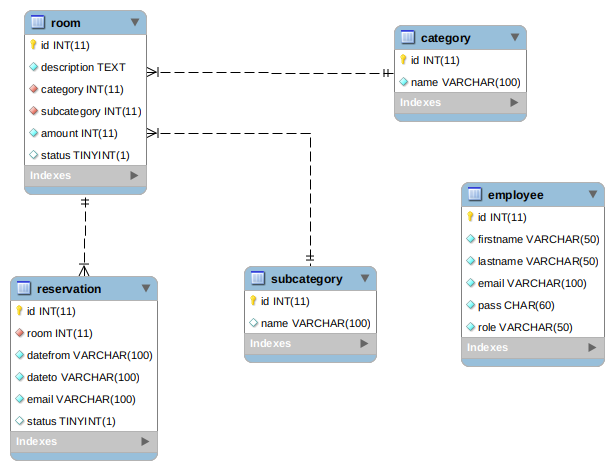 room
id INT(11)
description TEXT
category INT(11)
subcategory INT(11)
amount INT(11)
status TINYINT(1)
Indexes
category
id INT(11)
name VARCHAR(100)
Indexes
employee
id INT(11)
firstname VARCHAR(50)
lastname VARCHAR(50)
email VARCHAR(100)
pass CHAR(60)
role VARCHAR(50)
Indexes
reservation
id INT(11)
room INT(11)
datefrom VARCHAR(100)
dateto VARCHAR(100)
email VARCHAR(100)
status TINYINT(1)
Indexes
subcategory
id INT(11)
name VARCHAR(100)
Indexes